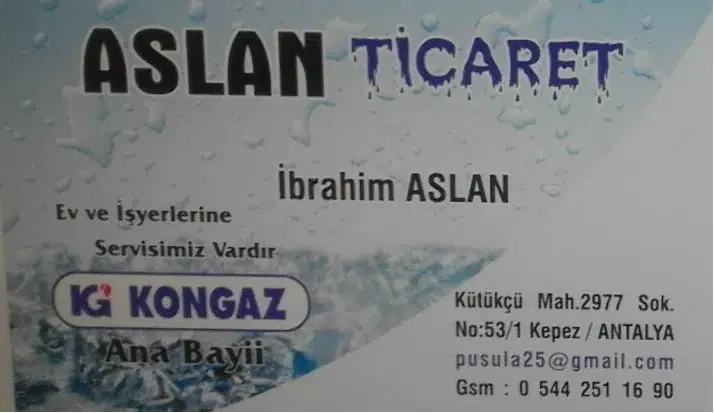 ASLAN TİCARET
İbrahim ASLAN
Ev ve İşyerlerine
Servisimiz Vardır
KG KONGAZ
Ana Bayii
Kütükçü Mah.2977 Sok.
No:53/1 Kepez / ANTALYA
pusula25@gmail.com
Gsm : 0 544 251 16 90